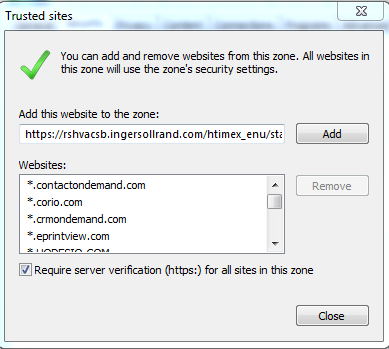 Trusted sites
You can add and remove websites from this zone. All websites in
this zone will use the zone's security settings.
Add this website to the zone:
https://rshvacsb.ingersollrand.com/htimex_enu/sta
Add
Websites:
*.contactondemand.com
*.corio.com
*.crmondemand.com
*.eprintview.com
Remove
Require server verification (https:) for all sites in this zone
Close